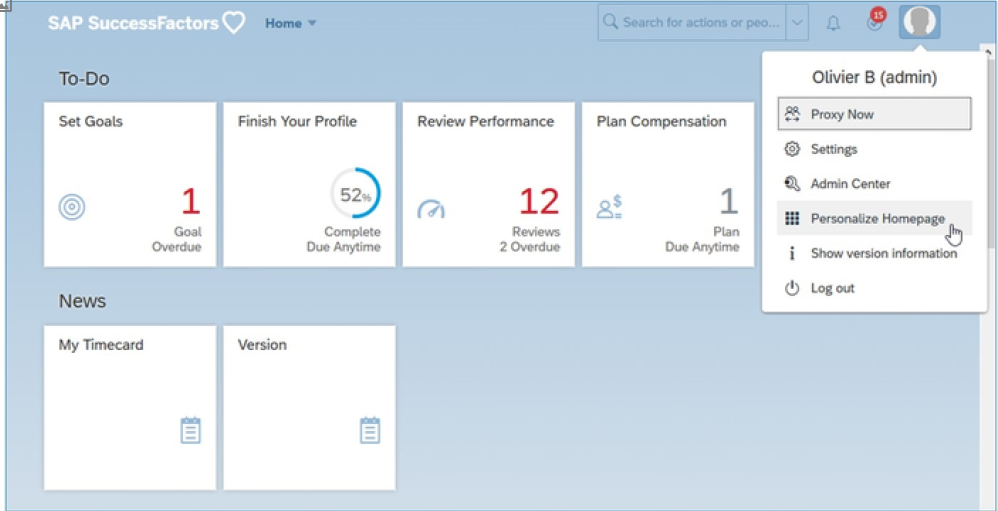 SAP SuccessFactors
Home
Search for actions or peo...
15
To-Do
Set Goals
1
Goal
Overdue
Finish Your Profile
52%
Complete
Due Anytime
Review Performance
12
Reviews
2 Overdue
Plan Compensation
$
1
Plan
Due Anytime
Olivier B (admin)
Proxy Now
Settings
Admin Center
Personalize Homepage
Show version information
Log out
News
My Timecard
Version